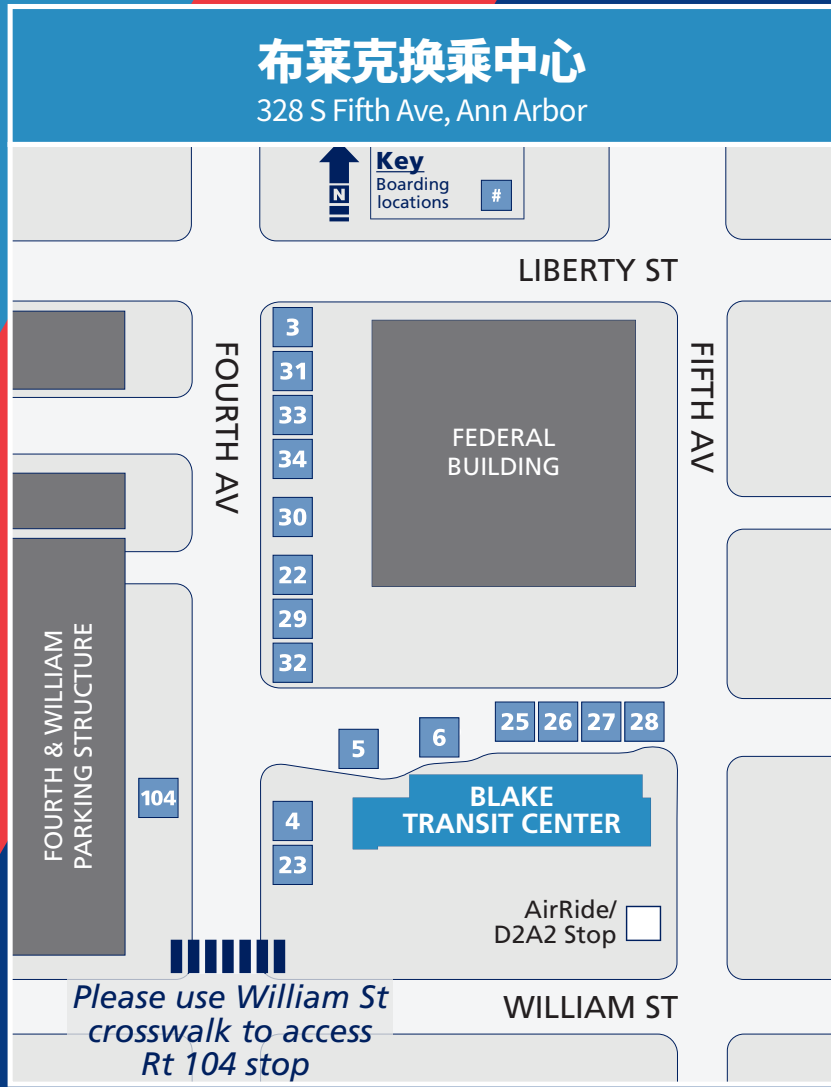 布莱克换乘中心
328 S Fifth Ave, Ann Arbor
N
Key
Boarding
locations
#
LIBERTY ST
FOURTH AV
FIFTH AV
3
31
33
34
30
22
29
32
FEDERAL
BUILDING
FOURTH & WILLIAM
PARKING STRUCTURE
104
5
6
25
26
27
28
4
23
BLAKE
TRANSIT CENTER
AirRide/
D2A2 Stop
Please use William St
crosswalk to access
Rt 104 stop
WILLIAM ST